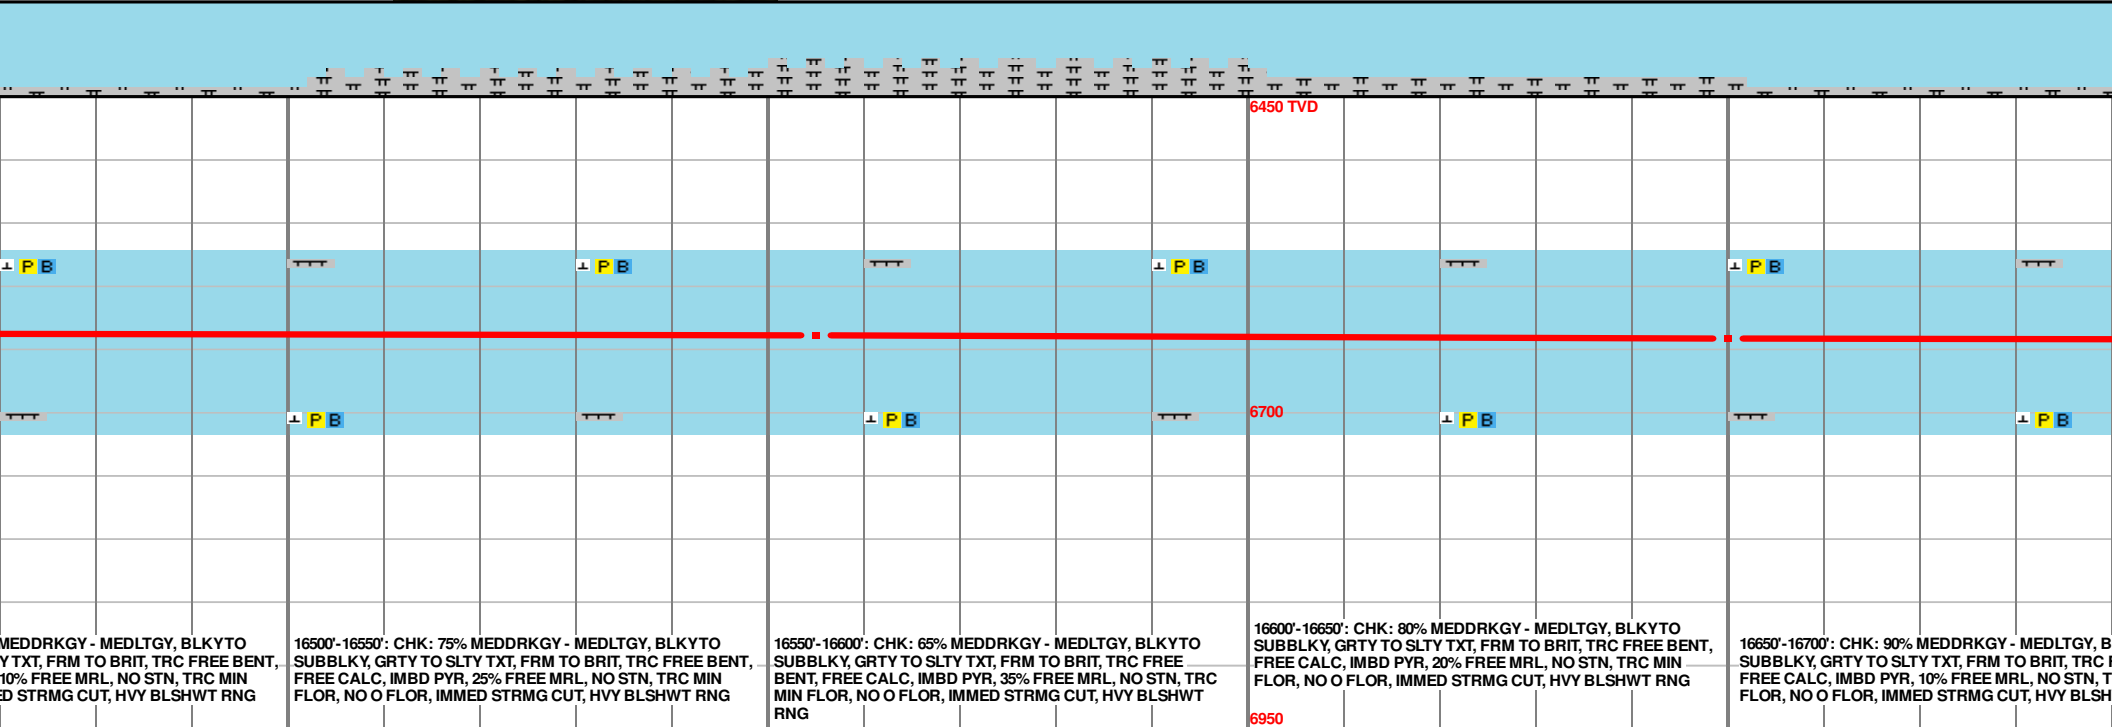 6450 TVD
P B
P B
P B
P B
6700
P B
P B
P B
P B
MEDDRKGY - MEDLTGY, BLKYTO
Y TXT, FRM TO BRIT, TRC FREE BENT,
10% FREE MRL, NO STN, TRC MIN
ED STRMG CUT, HVY BLSHWT RNG
16500'-16550': CHK: 75% MEDDRKGY - MEDLTGY, BLKYTO
SUBBLKY, GRTY TO SLTY TXT, FRM TO BRIT, TRC FREE BENT,
FREE CALC, IMBD PYR, 25% FREE MRL, NO STN, TRC MIN
FLOR, NO O FLOR, IMMED STRMG CUT, HVY BLSHWT RNG
16550'-16600': CHK: 65% MEDDRKGY - MEDLTGY, BLKYTO
SUBBLKY, GRTY TO SLTY TXT, FRM TO BRIT, TRC FREE
BENT, FREE CALC, IMBD PYR, 35% FREE MRL, NO STN, TRC
MIN FLOR, NO O FLOR, IMMED STRMG CUT, HVY BLSHWT
RNG
16600'-16650': CHK: 80% MEDDRKGY - MEDLTGY, BLKYTO
SUBBLKY, GRTY TO SLTY TXT, FRM TO BRIT, TRC FREE BENT,
FREE CALC, IMBD PYR, 20% FREE MRL, NO STN, TRC MIN
FLOR, NO O FLOR, IMMED STRMG CUT, HVY BLSHWT RNG
6950
16650'-16700': CHK: 90% MEDDRKGY - MEDLTGY, B
SUBBLKY, GRTY TO SLTY TXT, FRM TO BRIT, TRC F
FREE CALC, IMBD PYR, 10% FREE MRL, NO STN, T
FLOR, NO O FLOR, IMMED STRMG CUT, HVY BLSH